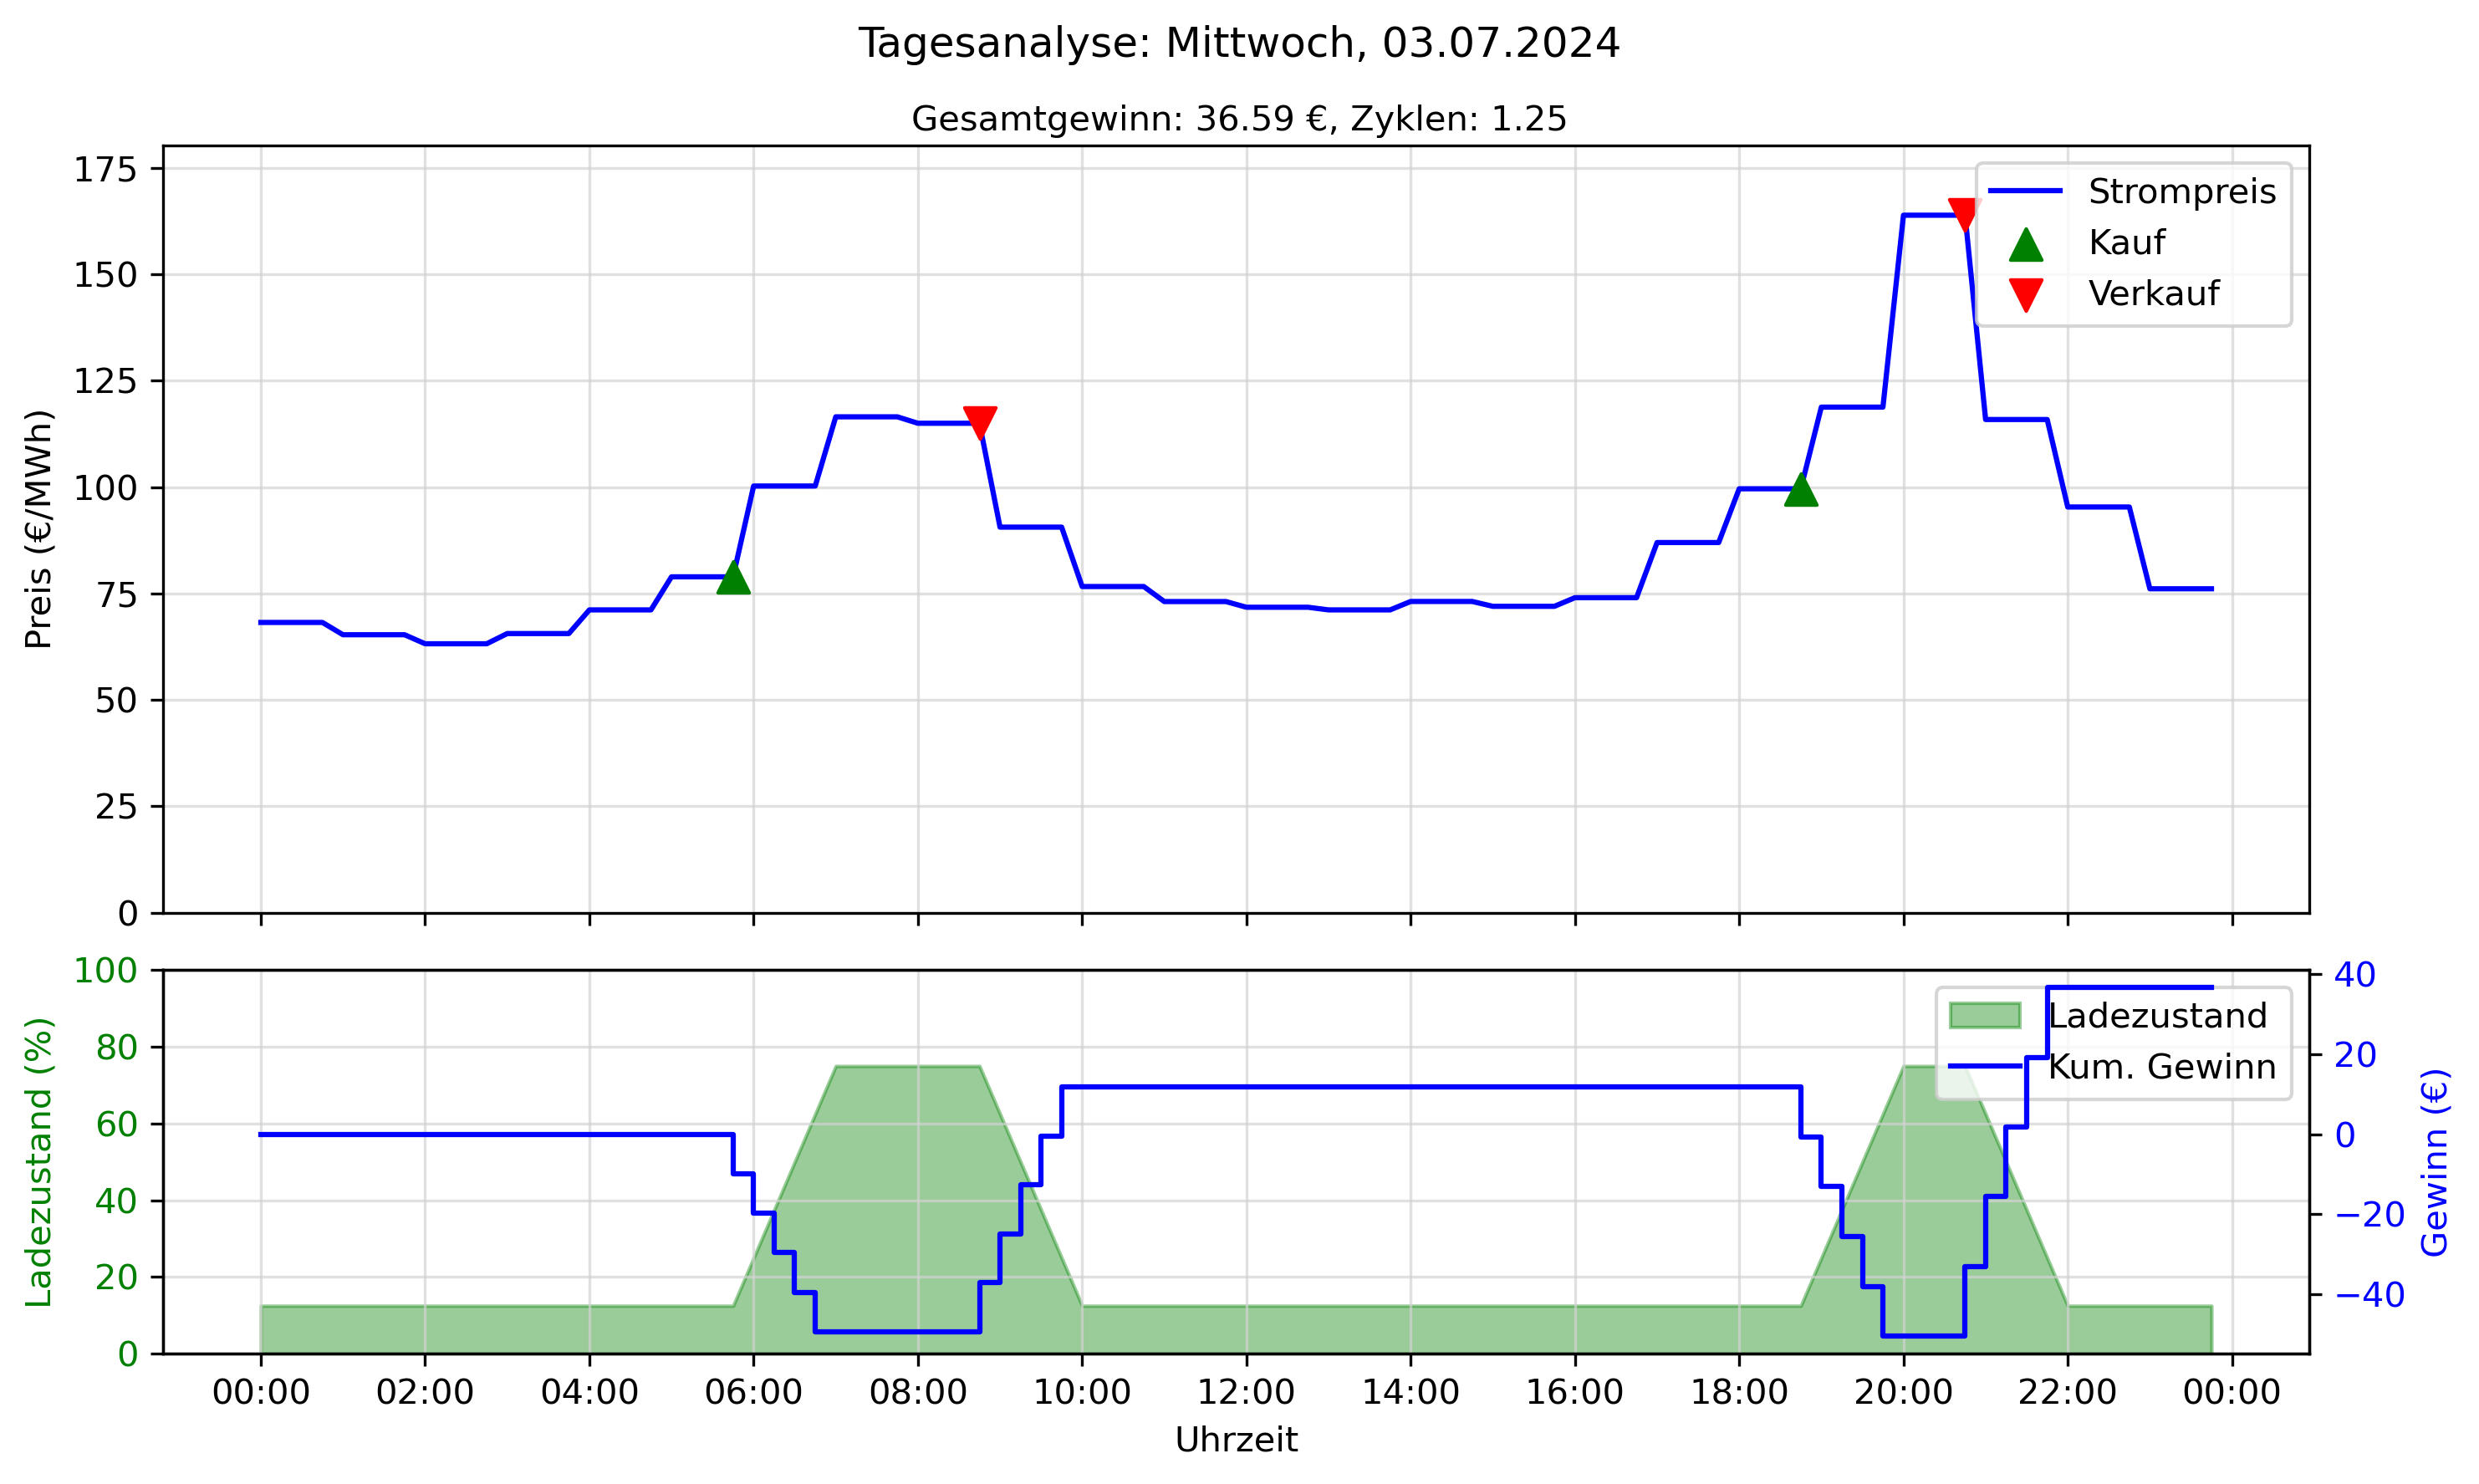 Tagesanalyse: Mittwoch, 03.07.2024
Gesamtgewinn: 36.59 €, Zyklen: 1.25
Preis (€/MWh)
175
150
125
100
75
50
25
0
Strompreis
Kauf
Verkauf
Ladezustand (%)
100
80
60
40
20
0
Ladezustand
Kum. Gewinn
40
20
0
−20
−40
Gewinn (€)
00:00 02:00 04:00 06:00 08:00 10:00 12:00 14:00 16:00 18:00 20:00 22:00 00:00
Uhrzeit